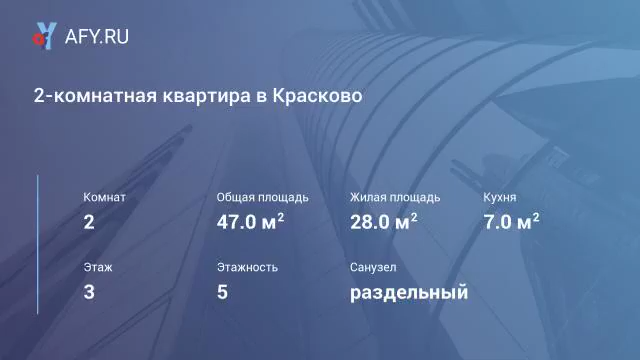 AFY.RU
2-комнатная квартира в Красково
Комнат
Общая площадь
Жилая площадь
Кухня
2
47.0 м²
28.0 м²
7.0 м²
Этаж
Этажность
Санузел
3
5
раздельный